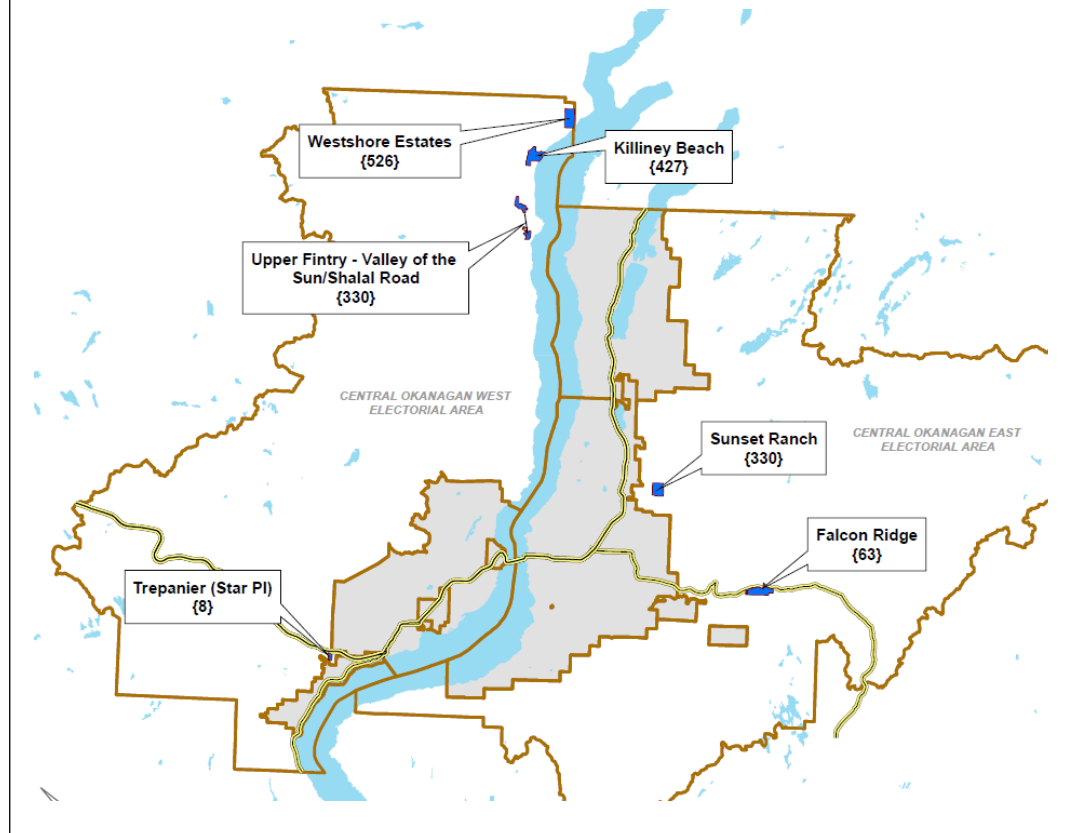 Westshore Estates
{526}
Killiney Beach
{427}
Upper Fintry - Valley of the
Sun/Shalal Road
{330}
CENTRAL OKANAGAN WEST
ELECTORIAL AREA
Sunset Ranch
{330}
CENTRAL OKANAGAN EAST
ELECTORIAL AREA
Falcon Ridge
{63}
Trepanier (Star Pl)
{8}